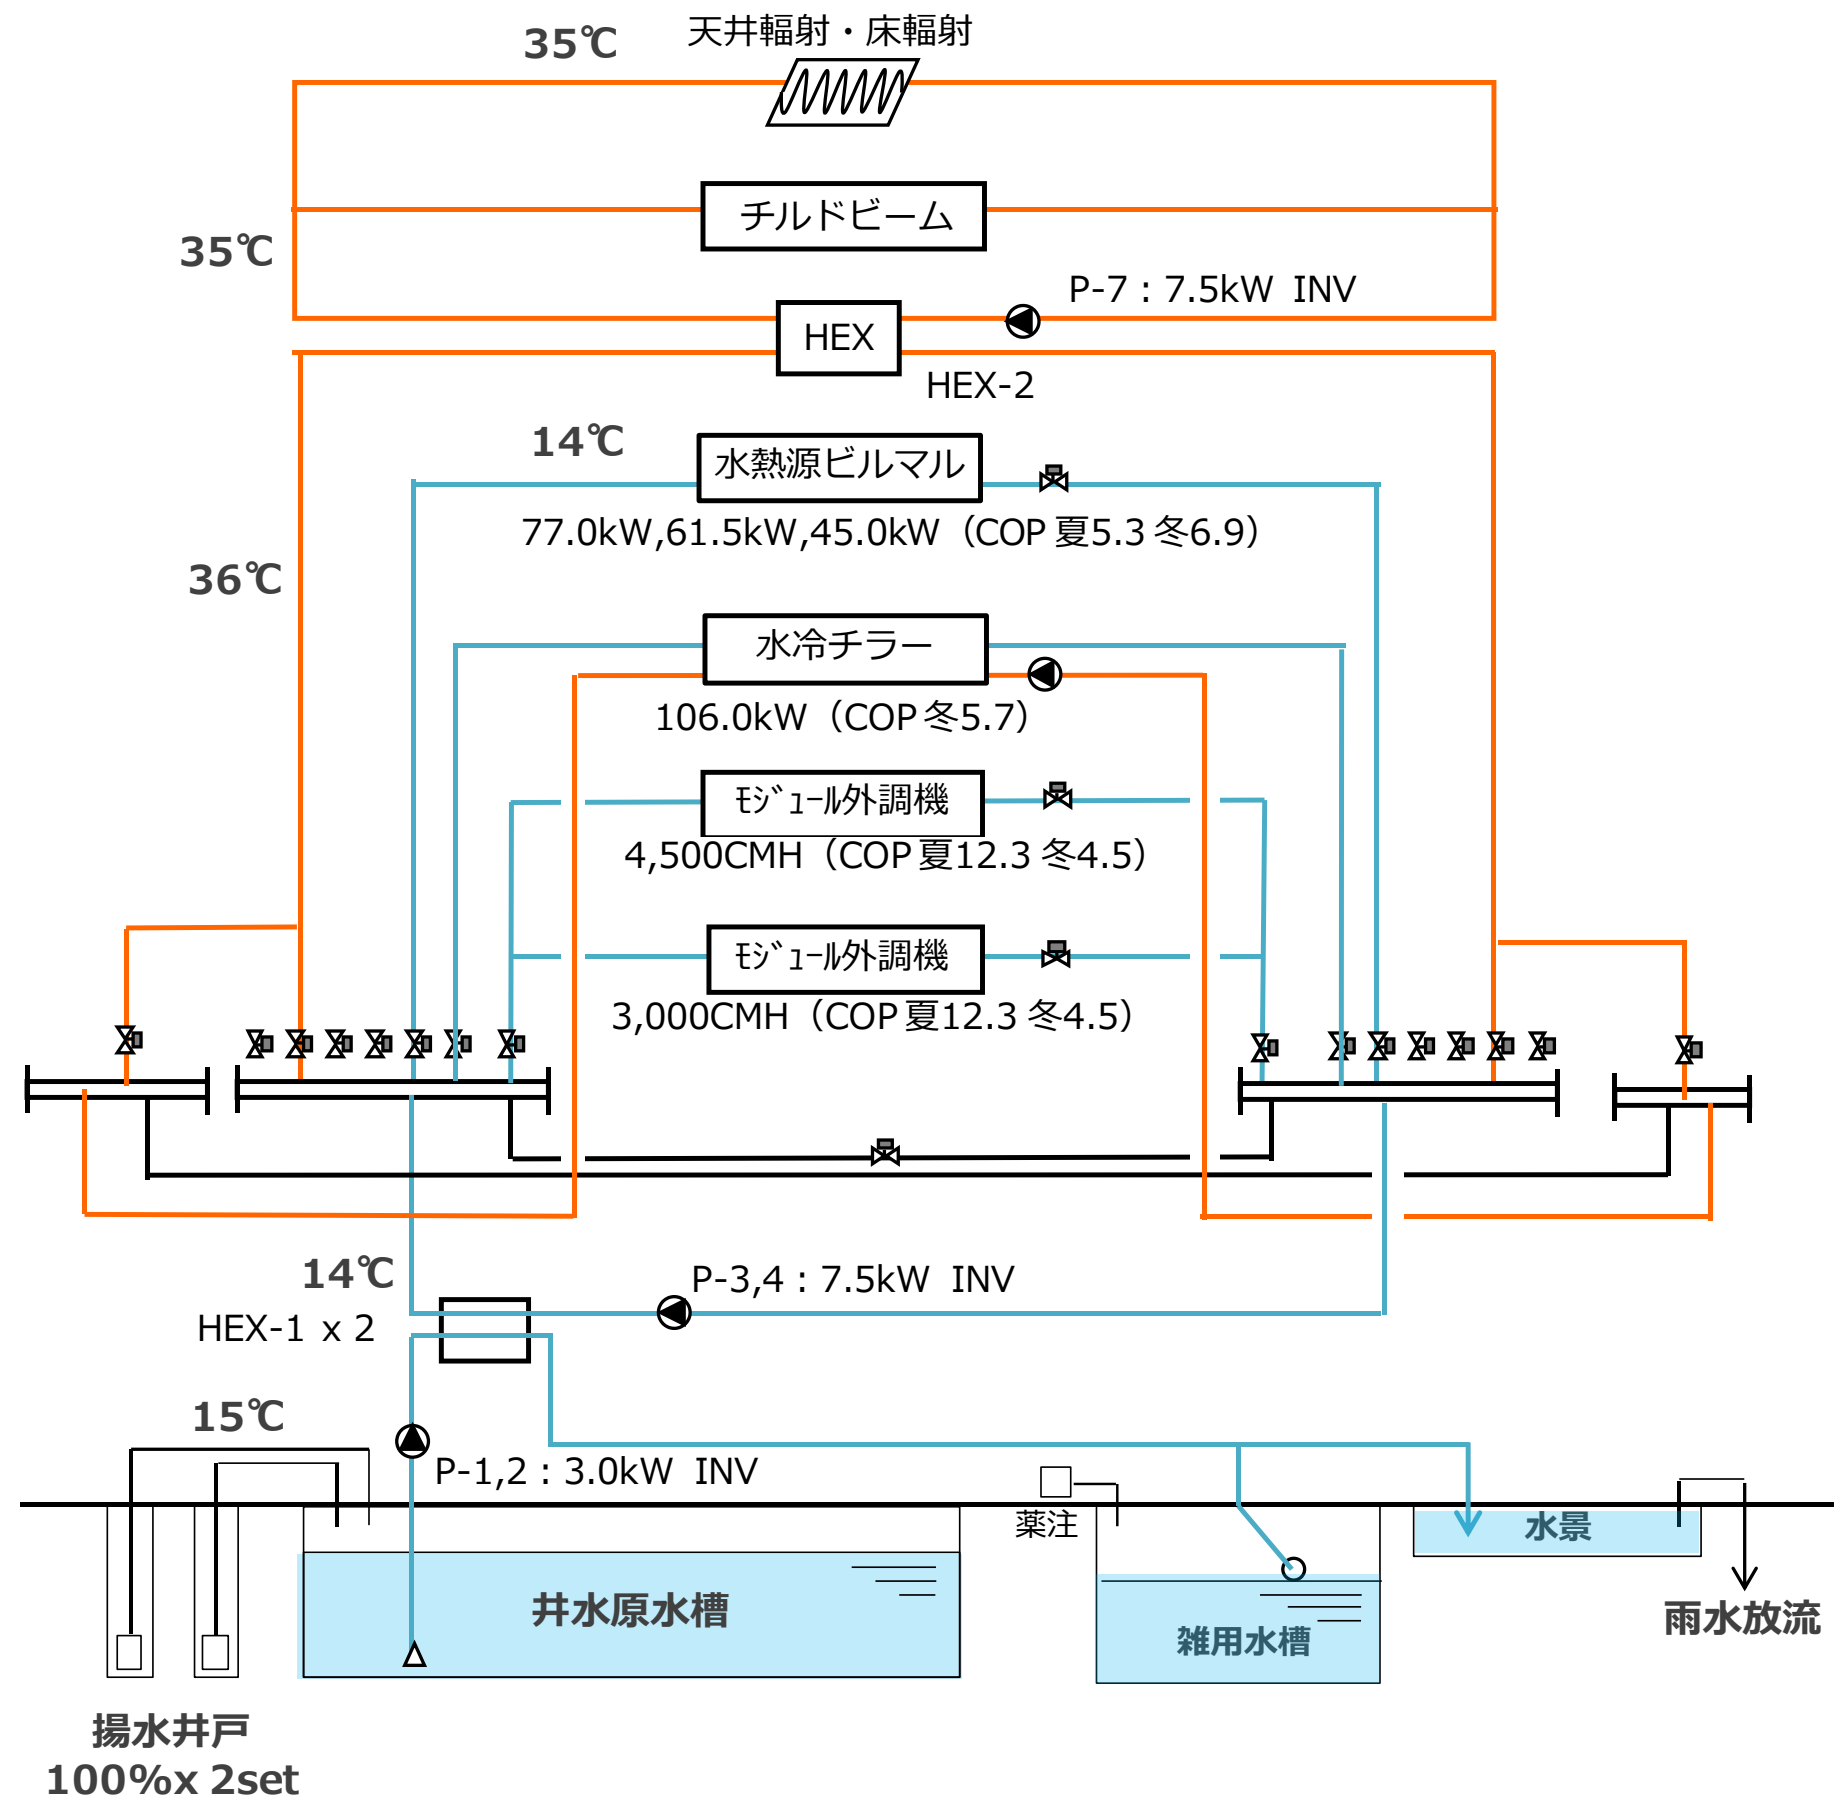 35℃
天井輻射・床輻射
チルドビーム
35℃
P-7：7.5kW INV
HEX
HEX-2
14℃
水熱源ビルマル
77.0kW,61.5kW,45.0kW（COP 夏5.3 冬6.9）
36℃
水冷チラー
106.0kW（COP 冬5.7）
ﾓｼﾞｭｰﾙ外調機
4,500CMH（COP 夏12.3 冬4.5）
ﾓｼﾞｭｰﾙ外調機
3,000CMH（COP 夏12.3 冬4.5）
14℃
P-3,4：7.5kW INV
HEX-1 x 2
15℃
P-1,2：3.0kW INV
薬注
水景
井水原水槽
雑用水槽
雨水放流
揚水井戸
100%x 2set